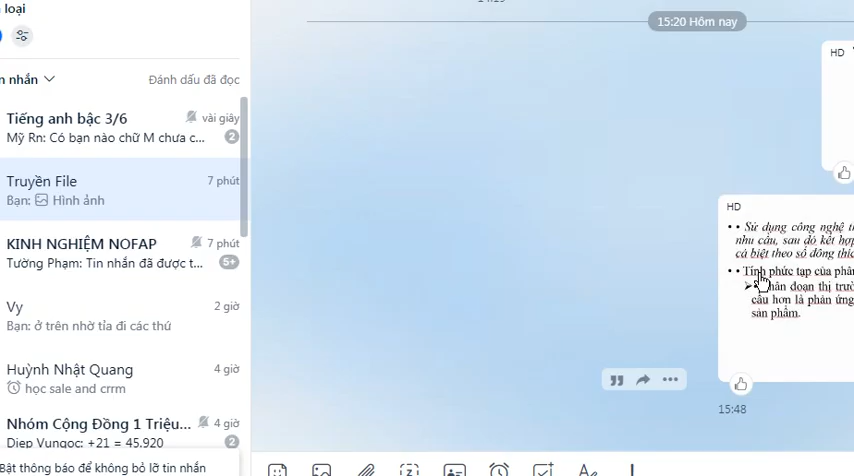 loại
n nhắn
Đánh dấu đã đọc
Tiếng anh bậc 3/6
vài giây
Mỹ Rn: Có bạn nào chữ M chưa c...
2
Truyền File
7 phút
Bạn: Hình ảnh
KINH NGHIỆM NOFAP
7 phút
Tường Phạm: Tin nhắn đã được t...
5+
Vy
2 giờ
Bạn: ở trên nhờ tỉa đi các thứ
Huỳnh Nhật Quang
4 giờ
học sale and crrm
Nhóm Cộng Đồng 1 Triệu...
4 giờ
Diep Vungoc: +21 = 45.920
2
Bật thông báo để không bỏ lỡ tin nhắn
15:20 Hôm nay
HD
HD
• • Sử dụng công nghệ
nhu cầu, sau đó kết hợp
cá biệt theo số đông
• • Tính phức tạp của phân
➢ Phân đoạn thị
cầu hơn là phản ứng
sản phẩm.
15:48